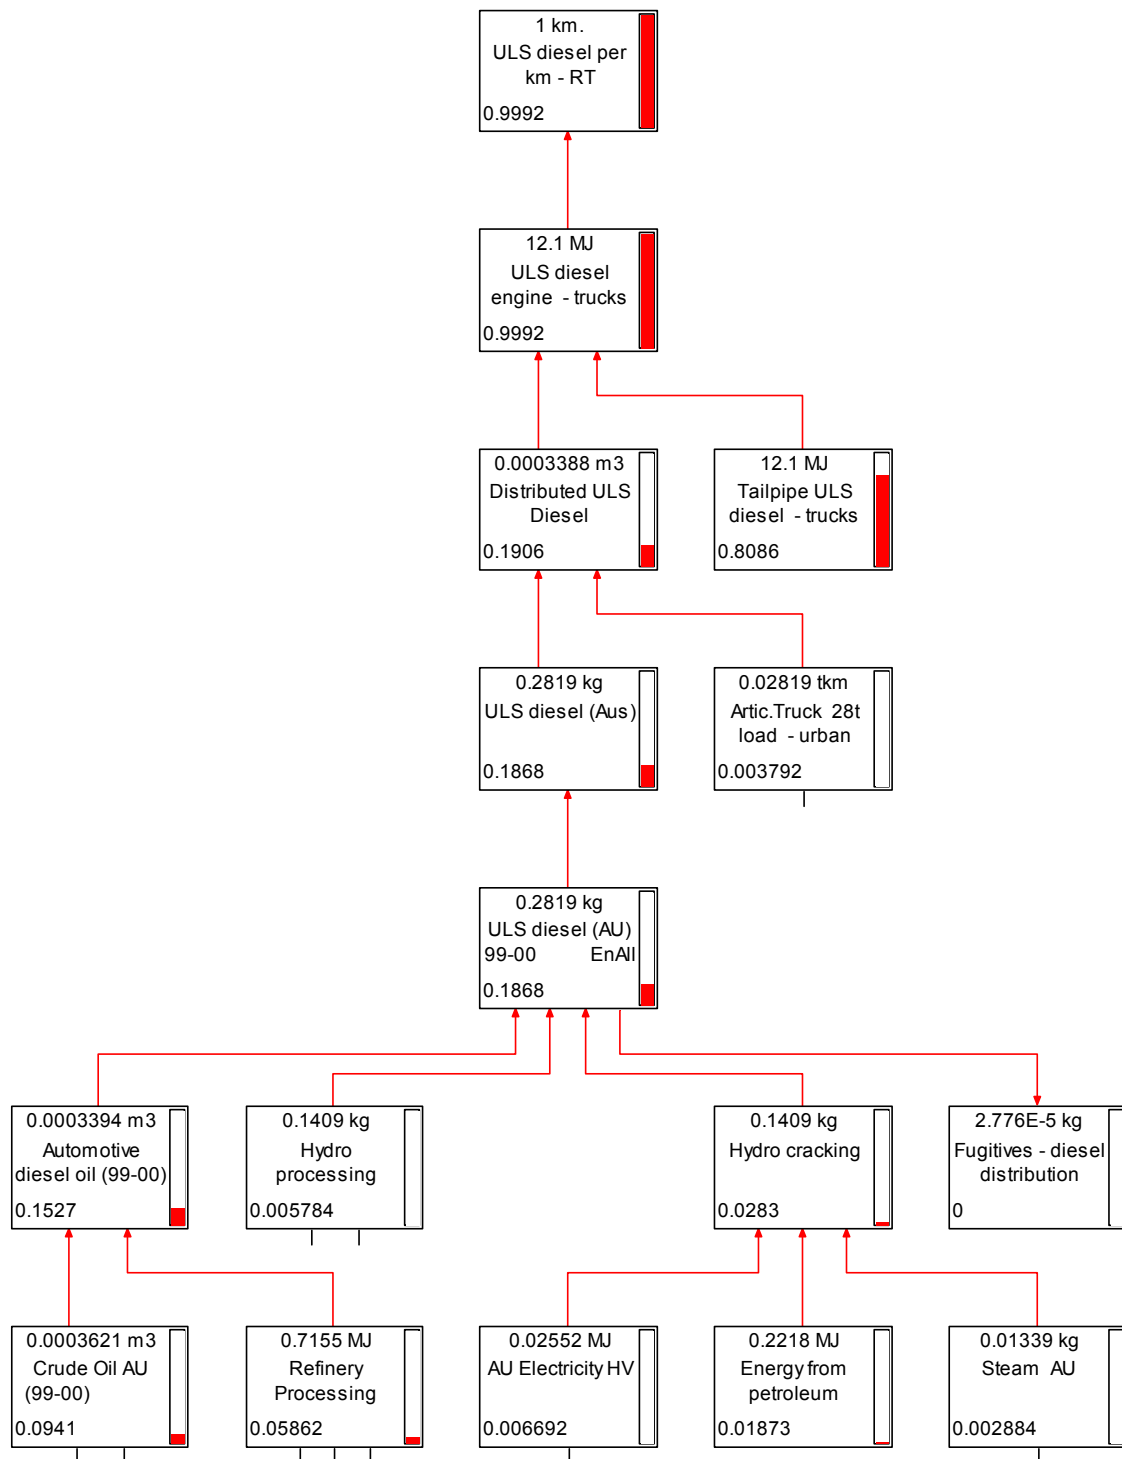 1 km.
ULS diesel per
km - RT
0.9992
12.1 MJ
ULS diesel
engine - trucks
0.9992
0.0003388 m3
Distributed ULS
Diesel
0.1906
12.1 MJ
Tailpipe ULS
diesel - trucks
0.8086
0.2819 kg
ULS diesel (Aus)
0.1868
0.02819 tkm
Artic.Truck 28t
load - urban
0.003792
0.2819 kg
ULS diesel (AU)
99-00 EnAll
0.1868
0.0003394 m3
Automotive
diesel oil (99-00)
0.1527
0.1409 kg
Hydro
processing
0.005784
0.1409 kg
Hydro cracking
0.0283
2.776E-5 kg
Fugitives - diesel
distribution
0
0.0003621 m3
Crude Oil AU
(99-00)
0.0941
0.7155 MJ
Refinery
Processing
0.05862
0.02552 MJ
AU Electricity HV
0.006692
0.2218 MJ
Energy from
petroleum
0.01873
0.01339 kg
Steam AU
0.002884